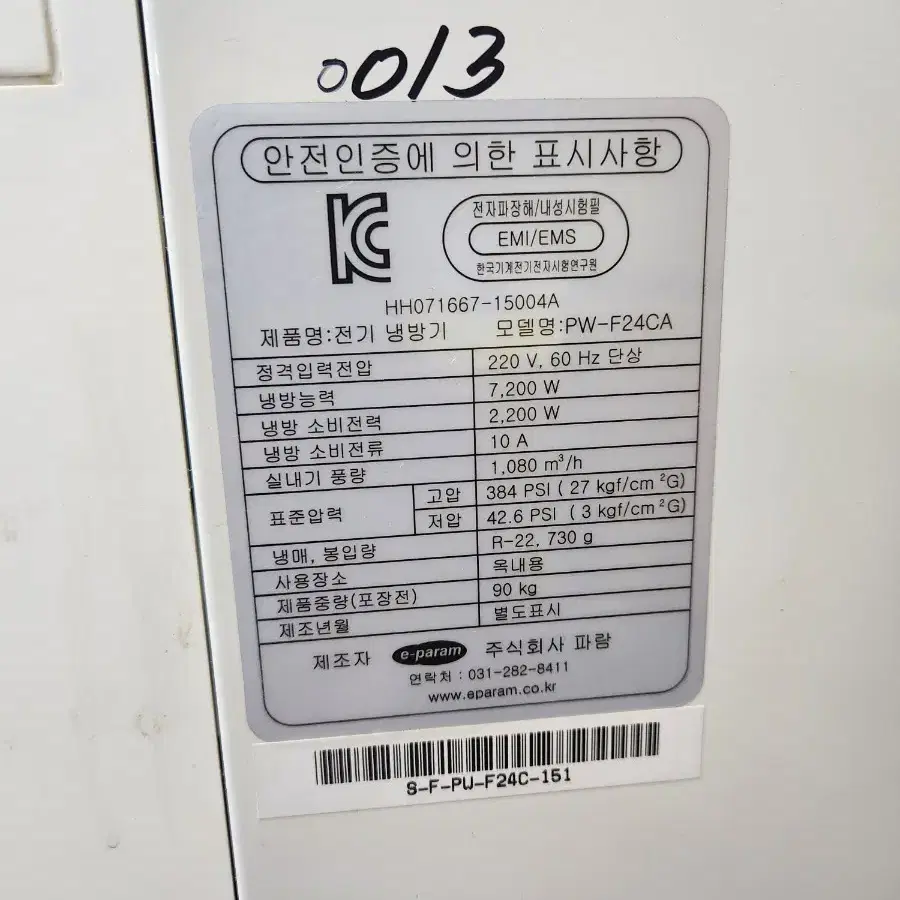 0013
안전인증에 의한 표시사항
전자파장해/내성시험필
EMI/EMS
한국기계전기전자시험연구원
HH071667-15004A
제품명:전기 냉방기 모델명:PW-F24CA
정격입력전압 220 V, 60 Hz 단상
냉방능력 7,200 W
냉방 소비전력 2,200 W
냉방 소비전류 10 A
실내기 풍량 1,080 m³/h
표준압력 고압 384 PSI ( 27 kgf/cm²G)
저압 42.6 PSI ( 3 kgf/cm²G)
냉매, 봉입량 R-22, 730 g
사용장소 옥내용
제품중량(포장전) 90 kg
제조년월 별도표시
제조자 e-param 주식회사 파람
연락처 : 031-282-8411
www.eparam.co.kr
S-F-PW-F24C-151